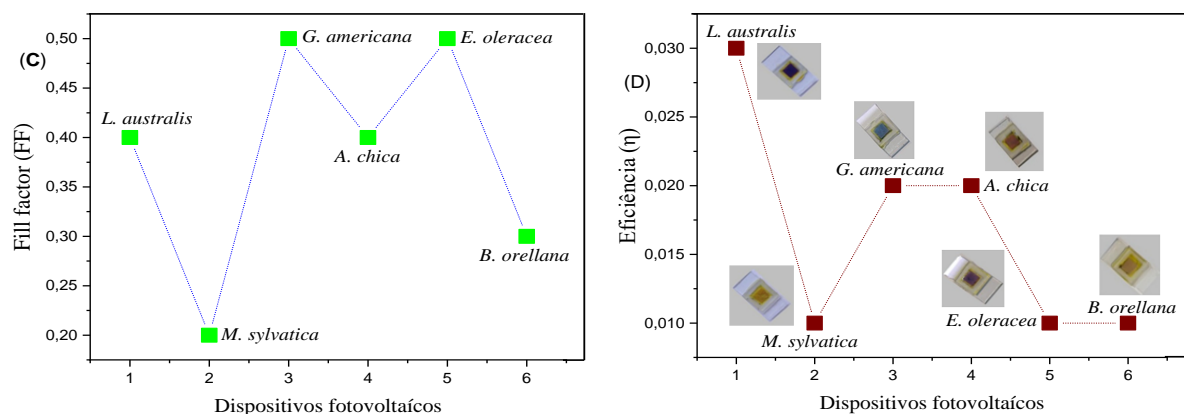 (C)
Fill factor (FF)
0,50
0,45
0,40
0,35
0,30
0,25
0,20
L. australis
M. sylvatica
G. americana
A. chica
E. oleracea
B. orellana
1 2 3 4 5 6
Dispositivos fotovoltaícos
(D)
Eficiência (η)
0,030
0,025
0,020
0,015
0,010
L. australis
G. americana
A. chica
M. sylvatica
E. oleracea
B. orellana
1 2 3 4 5 6
Dispositivos fotovoltaícos